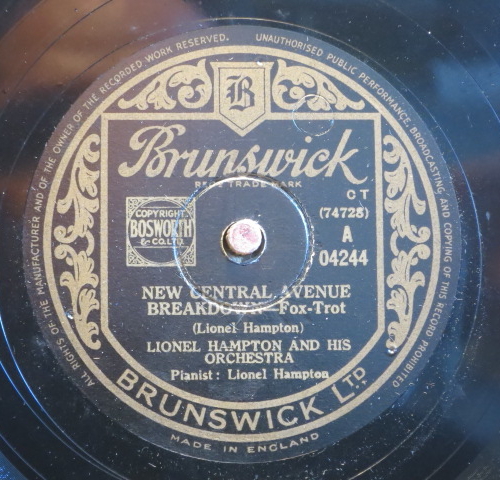 ALL RIGHTS OF THE MANUFACTURER AND OF THE OWNER OF THE RECORDED WORK RESERVED. UNAUTHORISED PUBLIC PERFORMANCE, BROADCASTING AND COPYING OF THIS RECORD PROHIBITED
B
Brunswick
REGD TRADE MARK
CT
COPYRIGHT.
BOSWORTH
& CO. LTD.
(74728)
A
04244
NEW CENTRAL AVENUE
BREAKDOWN—Fox-Trot
(Lionel Hampton)
LIONEL HAMPTON AND HIS
ORCHESTRA
Pianist: Lionel Hampton
BRUNSWICK LTD.
MADE IN ENGLAND